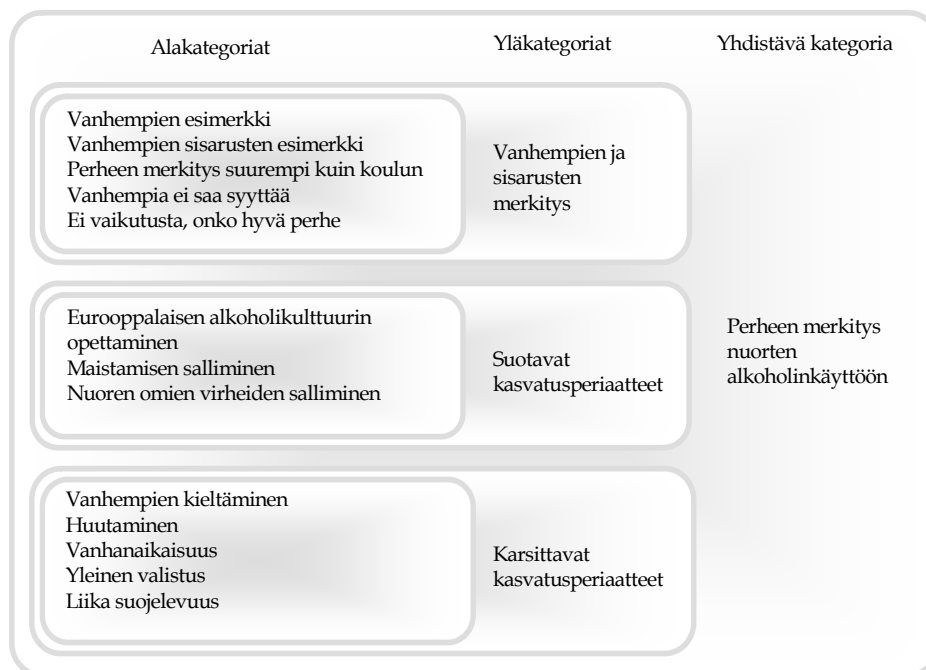 Alakategoriat
Yläkategoriat
Yhdistävä kategoria
Vanhempien esimerkki
Vanhempien sisarusten esimerkki
Perheen merkitys suurempi kuin koulun
Vanhempia ei saa syyttää
Ei vaikutusta, onko hyvä perhe
Vanhempien ja
sisarusten
merkitys
Eurooppalaisen alkoholikulttuurin
opettaminen
Maistamisen salliminen
Nuoren omien virheiden salliminen
Suotavat
kasvatusperiaatteet
Vanhempien kieltäminen
Huutaminen
Vanhanaikaisuus
Yleinen valistus
Liika suojelevuus
Karsittavat
kasvatusperiaatteet
Perheen merkitys
nuorten
alkoholinkäyttöön